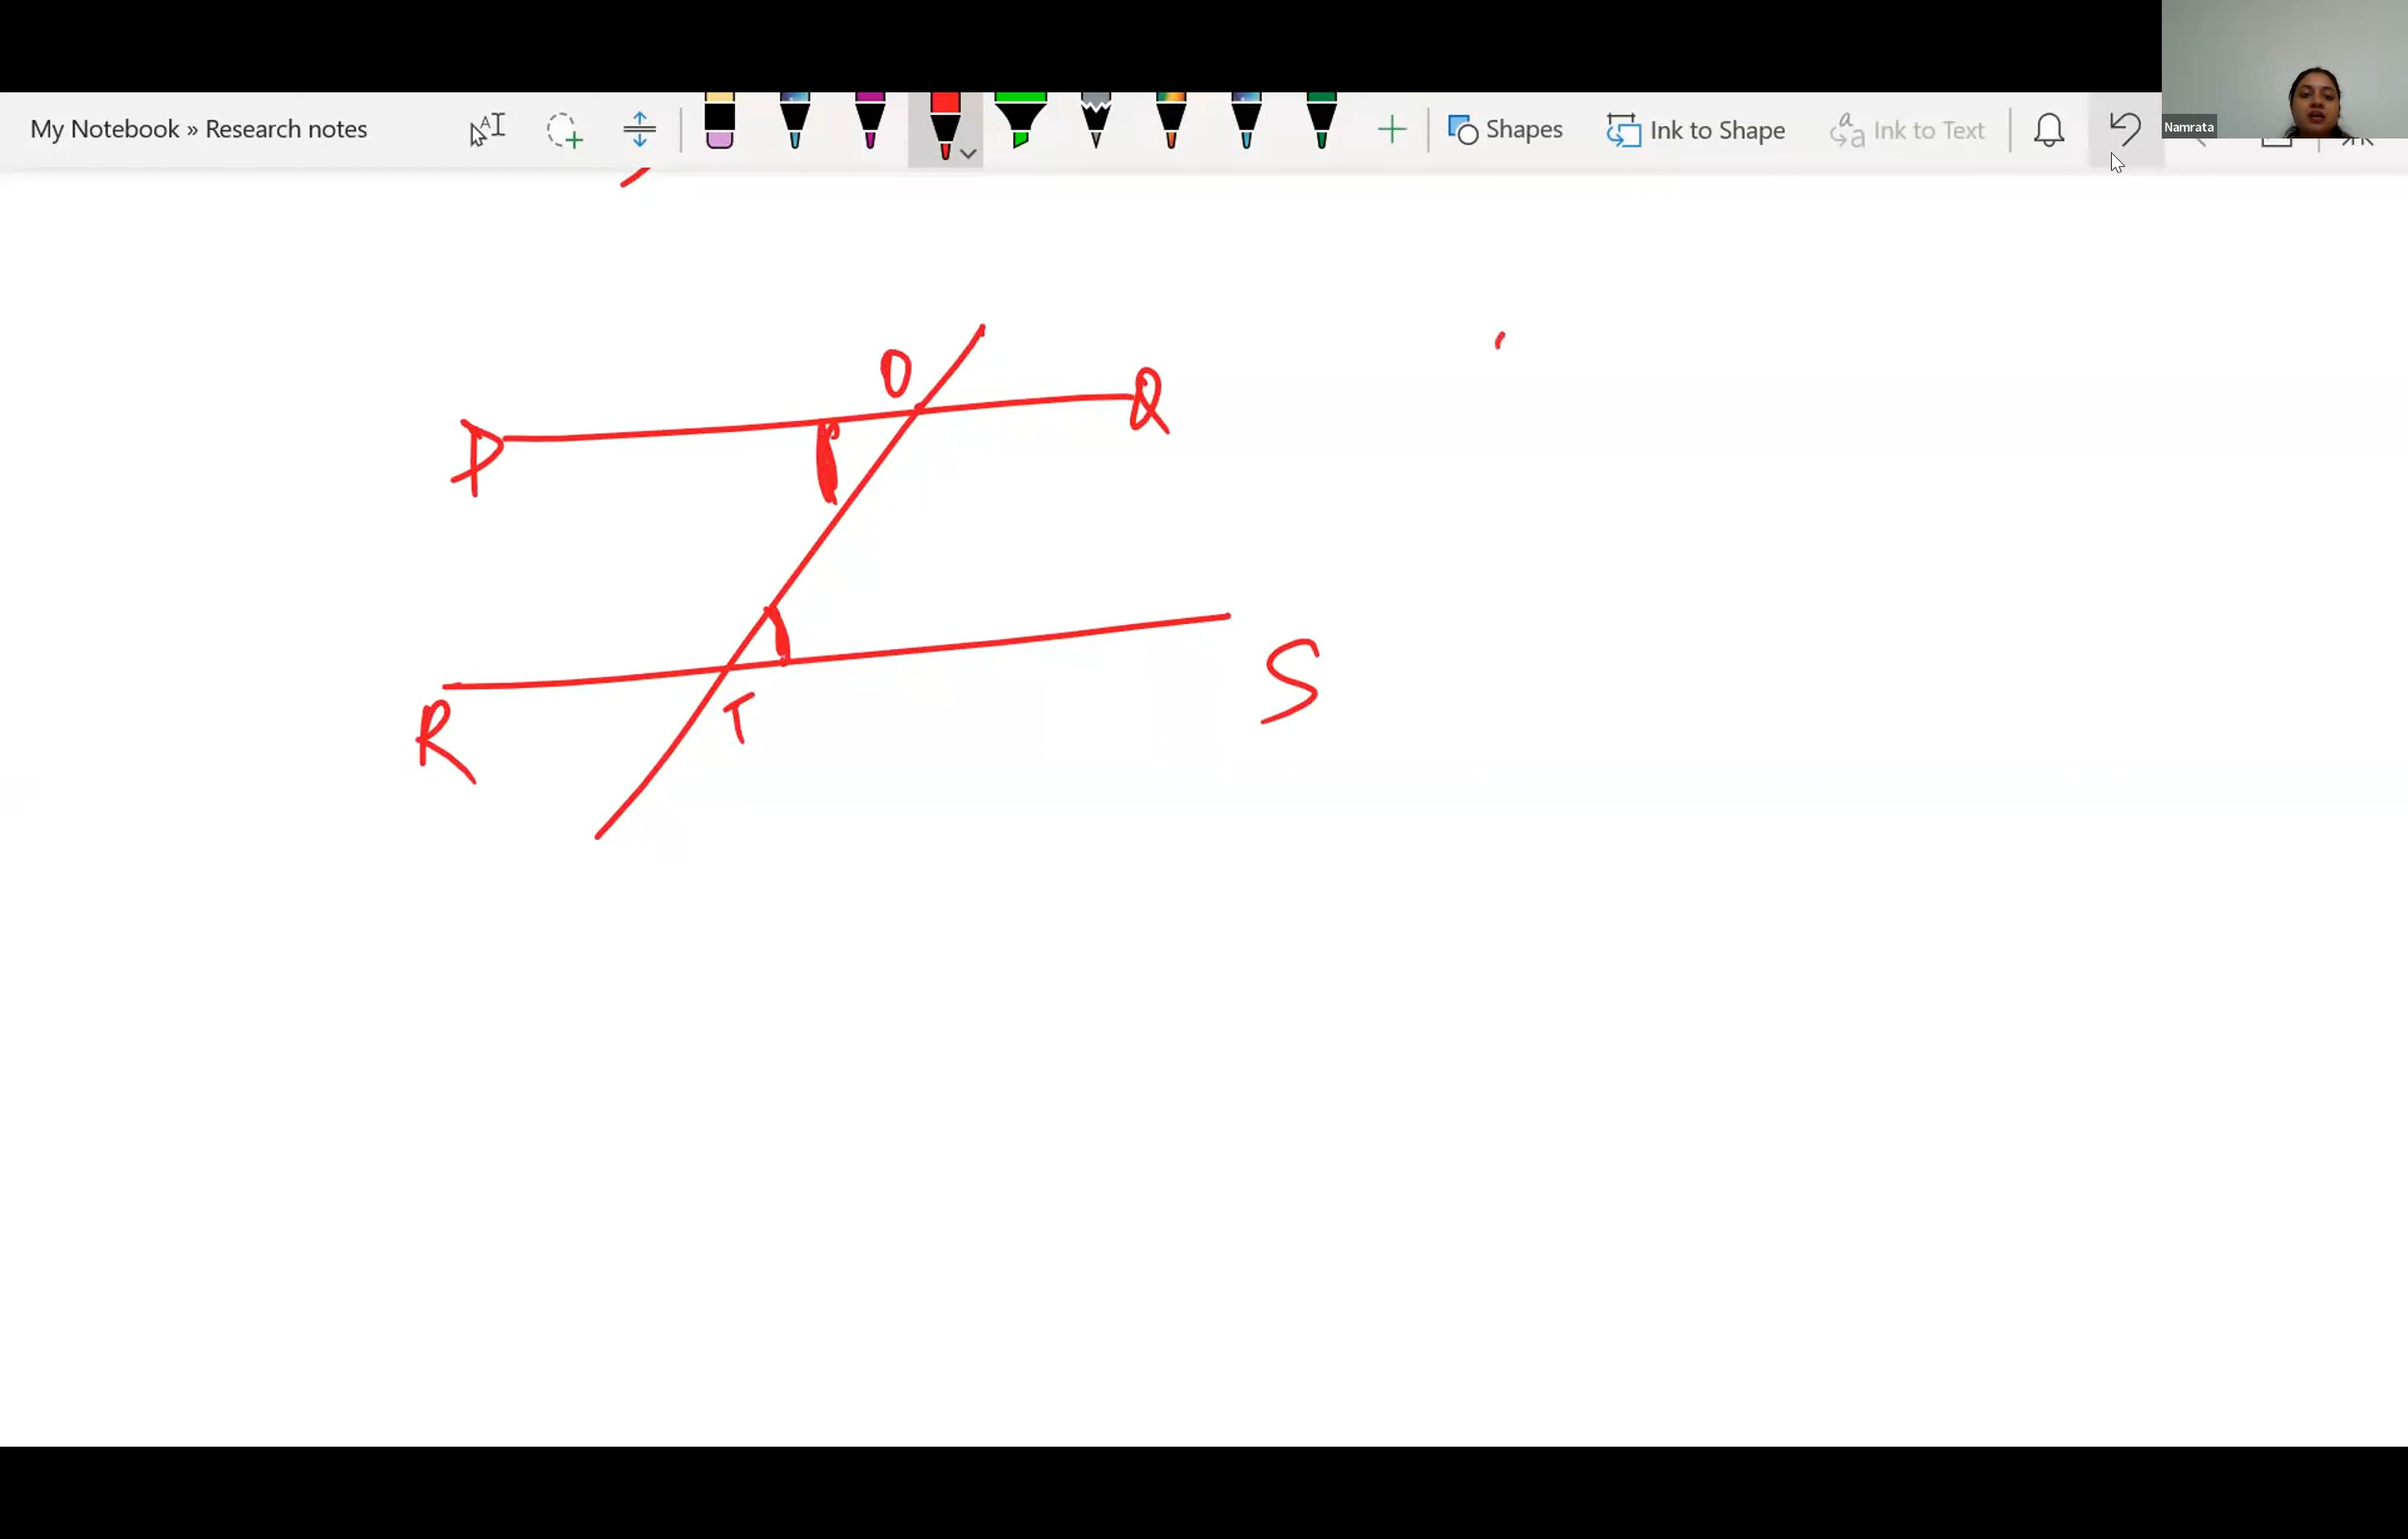 Namrata
My Notebook » Research notes
Shapes
Ink to Shape
Ink to Text
O
Q
P
S
R
T